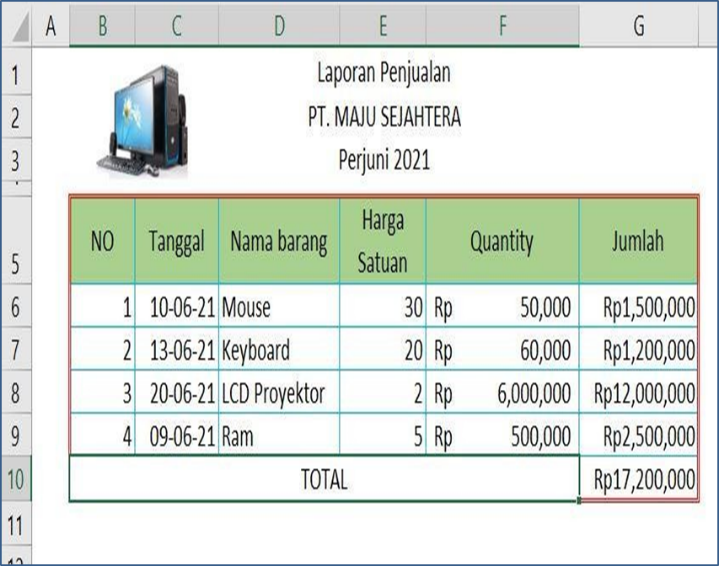 A B C D E F G
1 Laporan Penjualan
2 PT. MAJU SEJAHTERA
3 Perjuni 2021
5 NO Tanggal Nama barang Harga Satuan Quantity Jumlah
6 1 10-06-21 Mouse 30 Rp 50,000 Rp1,500,000
7 2 13-06-21 Keyboard 20 Rp 60,000 Rp1,200,000
8 3 20-06-21 LCD Proyektor 2 Rp 6,000,000 Rp12,000,000
9 4 09-06-21 Ram 5 Rp 500,000 Rp2,500,000
10 TOTAL Rp17,200,000
11